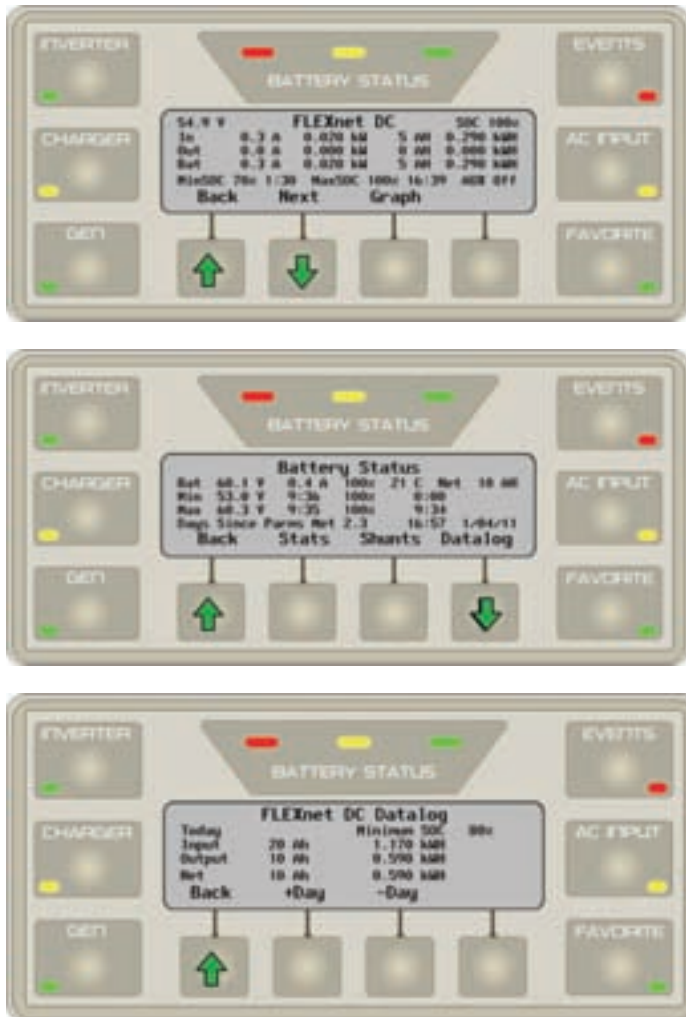 INVERTER
EVENTS
BATTERY STATUS
CHARGER
54.9 V FLEXnet DC SOC 100%
In 0.3 A 0.020 kW 5 AH 0.290 kWH
Out 0.0 A 0.000 kW 0 AH 0.000 kWH
Bat 0.3 A 0.020 kW 5 AH 0.290 kWH
MinSOC 78% 1:30 MaxSOC 100% 16:39 AUX Off
Back Next Graph
AC INPUT
GEN
FAVORITE
INVERTER
EVENTS
BATTERY STATUS
CHARGER
Battery Status
Bat 60.1 V 0.4 A 100% 21 C Net 10 AH
Min 53.0 V 9:36 100% 0:00
Max 60.3 V 9:35 100% 9:34
Days Since Parms Met 2.3 16:57 1/04/11
Back Stats Shunts Datalog
AC INPUT
GEN
FAVORITE
INVERTER
EVENTS
BATTERY STATUS
CHARGER
FLEXnet DC Datalog
Today Minimum SOC 80%
Input 20 Ah 1.170 kWH
Output 10 Ah 0.590 kWH
Net 10 Ah 0.590 kWH
Back +Day -Day
AC INPUT
GEN
FAVORITE